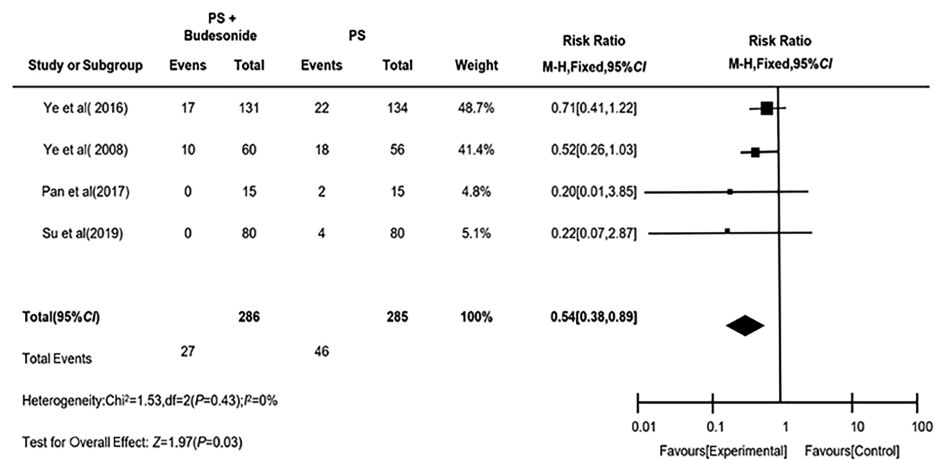 PS +
Budesonide PS Risk Ratio Risk Ratio
Study or Subgroup Evens Total Events Total Weight M-H,Fixed,95%CI M-H,Fixed,95%CI
Ye et al( 2016) 17 131 22 134 48.7% 0.71[0.41,1.22]
Ye et al( 2008) 10 60 18 56 41.4% 0.52[0.26,1.03]
Pan et al(2017) 0 15 2 15 4.8% 0.20[0.01,3.85]
Su et al(2019) 0 80 4 80 5.1% 0.22[0.07,2.87]
Total(95%CI) 286 285 100% 0.54[0.38,0.89]
Total Events 27 46
Heterogeneity:Chi²=1.53,df=2(P=0.43);I²=0%
0.01 0.1 1 10 100
Test for Overall Effect: Z=1.97(P=0.03)
Favours[Experimental] Favours[Control]